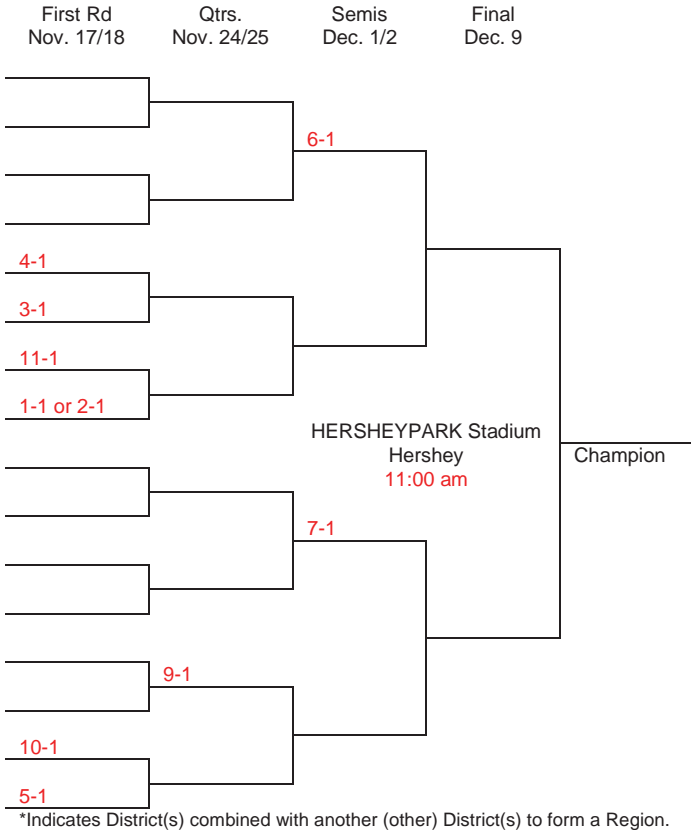 First Rd
Nov. 17/18
Qtrs.
Nov. 24/25
Semis
Dec. 1/2
Final
Dec. 9
6-1
4-1
3-1
11-1
1-1 or 2-1
HERSHEYPARK Stadium
Hershey
11:00 am
Champion
7-1
9-1
10-1
5-1
*Indicates District(s) combined with another (other) District(s) to form a Region.